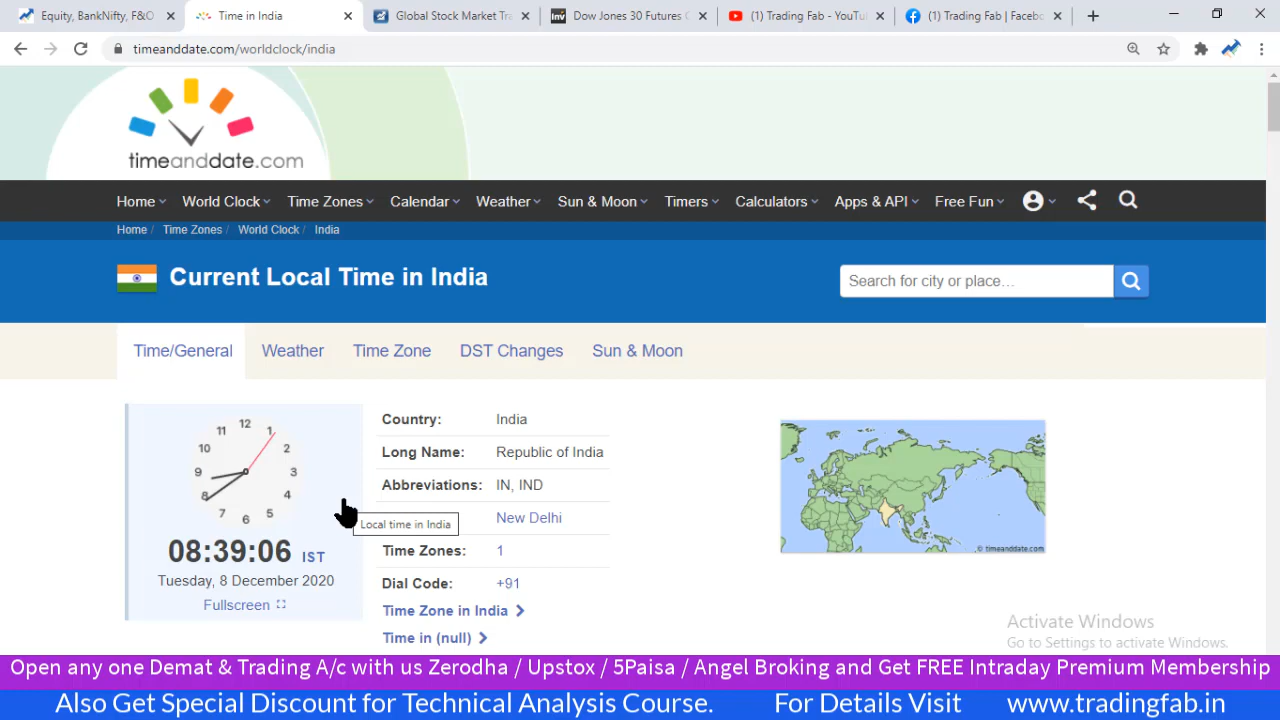 Equity, BankNifty, F&O
Time in India
Global Stock Market Tra
Dow Jones 30 Futures C
(1) Trading Fab - YouTu
(1) Trading Fab | Facebo
timeanddate.com/worldclock/india
timeanddate.com
Home
World Clock
Time Zones
Calendar
Weather
Sun & Moon
Timers
Calculators
Apps & API
Free Fun
Home / Time Zones / World Clock / India
Current Local Time in India
Search for city or place...
Time/General
Weather
Time Zone
DST Changes
Sun & Moon
12
1
2
3
4
5
6
7
8
9
10
11
08:39:06 IST
Tuesday, 8 December 2020
Fullscreen
Country: India
Long Name: Republic of India
Abbreviations: IN, IND
New Delhi
Local time in India
Time Zones: 1
Dial Code: +91
Time Zone in India
Time in (null)
© timeanddate.com
Activate Windows
Go to Settings to activate Windows.
Open any one Demat & Trading A/c with us Zerodha / Upstox / 5Paisa / Angel Broking and Get FREE Intraday Premium Membership
Also Get Special Discount for Technical Analysis Course. For Details Visit www.tradingfab.in